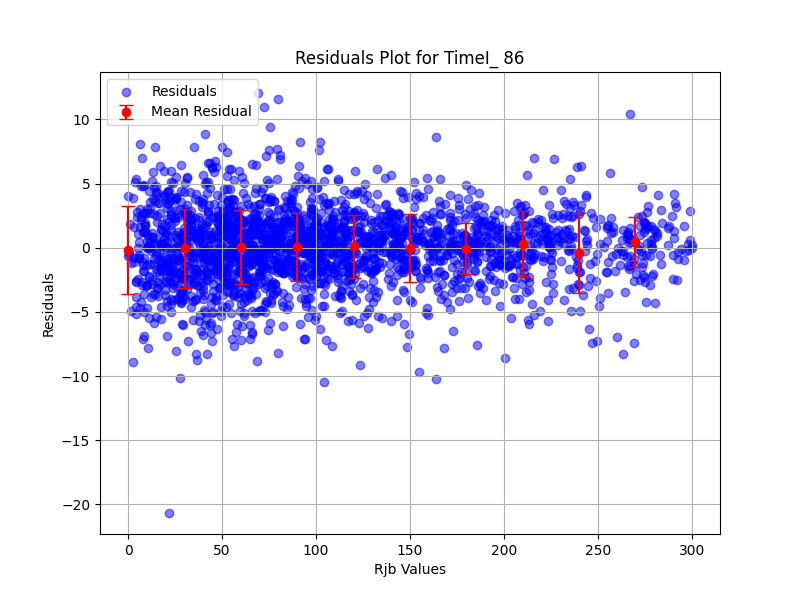 Residuals Plot for TimeI_ 86
Residuals
Mean Residual
10
5
0
−5
−10
−15
−20
Residuals
0
50
100
150
200
250
300
Rjb Values